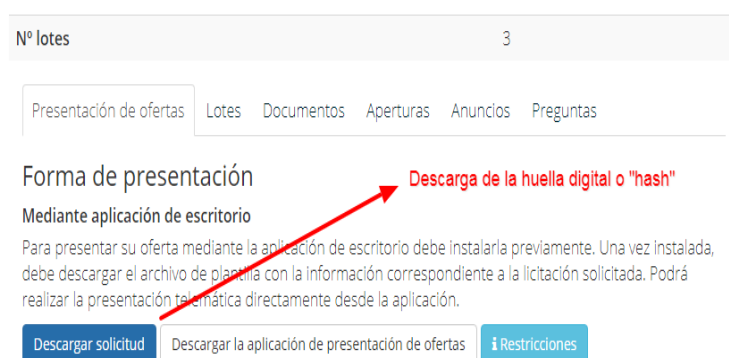 Nº lotes 3
Presentación de ofertas Lotes Documentos Aperturas Anuncios Preguntas
Forma de presentación
Descarga de la huella digital o "hash"
Mediante aplicación de escritorio
Para presentar su oferta mediante la aplicación de escritorio debe instalarla previamente. Una vez instalada,
debe descargar el archivo de plantilla con la información correspondiente a la licitación solicitada. Podrá
realizar la presentación telemática directamente desde la aplicación.
Descargar solicitud Descargar la aplicación de presentación de ofertas i Restricciones